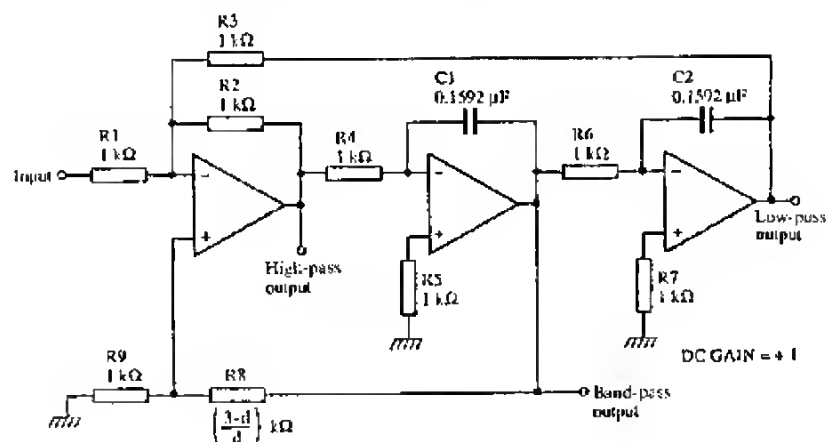 R3
1 kΩ
R2
1 kΩ
C1
0.1592 µF
C2
0.1592 µF
R1
1 kΩ
R4
1 kΩ
R6
1 kΩ
Input
−
+
−
+
−
+
High-pass
output
Low-pass
output
R5
1 kΩ
R7
1 kΩ
DC GAIN = + 1
R9
1 kΩ
R8
(3-d/d) kΩ
Band-pass
output